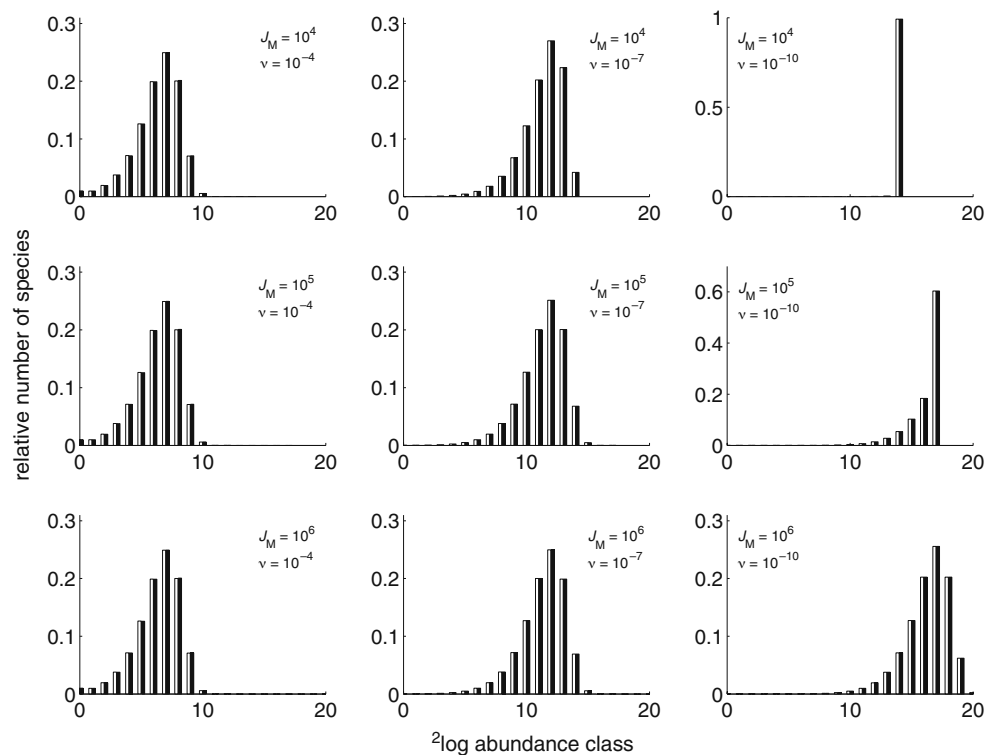 0.3
0.2
0.1
0
0 10 20
J_M = 10^4
ν = 10^-4
0.3
0.2
0.1
0
0 10 20
J_M = 10^4
ν = 10^-7
1
0.5
0
10 20
J_M = 10^4
ν = 10^-10
relative number of species
0.3
0.2
0.1
0
0 10 20
J_M = 10^5
ν = 10^-4
0.3
0.2
0.1
0
0 10 20
J_M = 10^5
ν = 10^-7
0.6
0.4
0.2
0
10 20
J_M = 10^5
ν = 10^-10
0.3
0.2
0.1
0
0 10 20
J_M = 10^6
ν = 10^-4
0.3
0.2
0.1
0
0 10 20
J_M = 10^6
ν = 10^-7
0.3
0.2
0.1
0
0 10 20
J_M = 10^6
ν = 10^-10
^2log abundance class